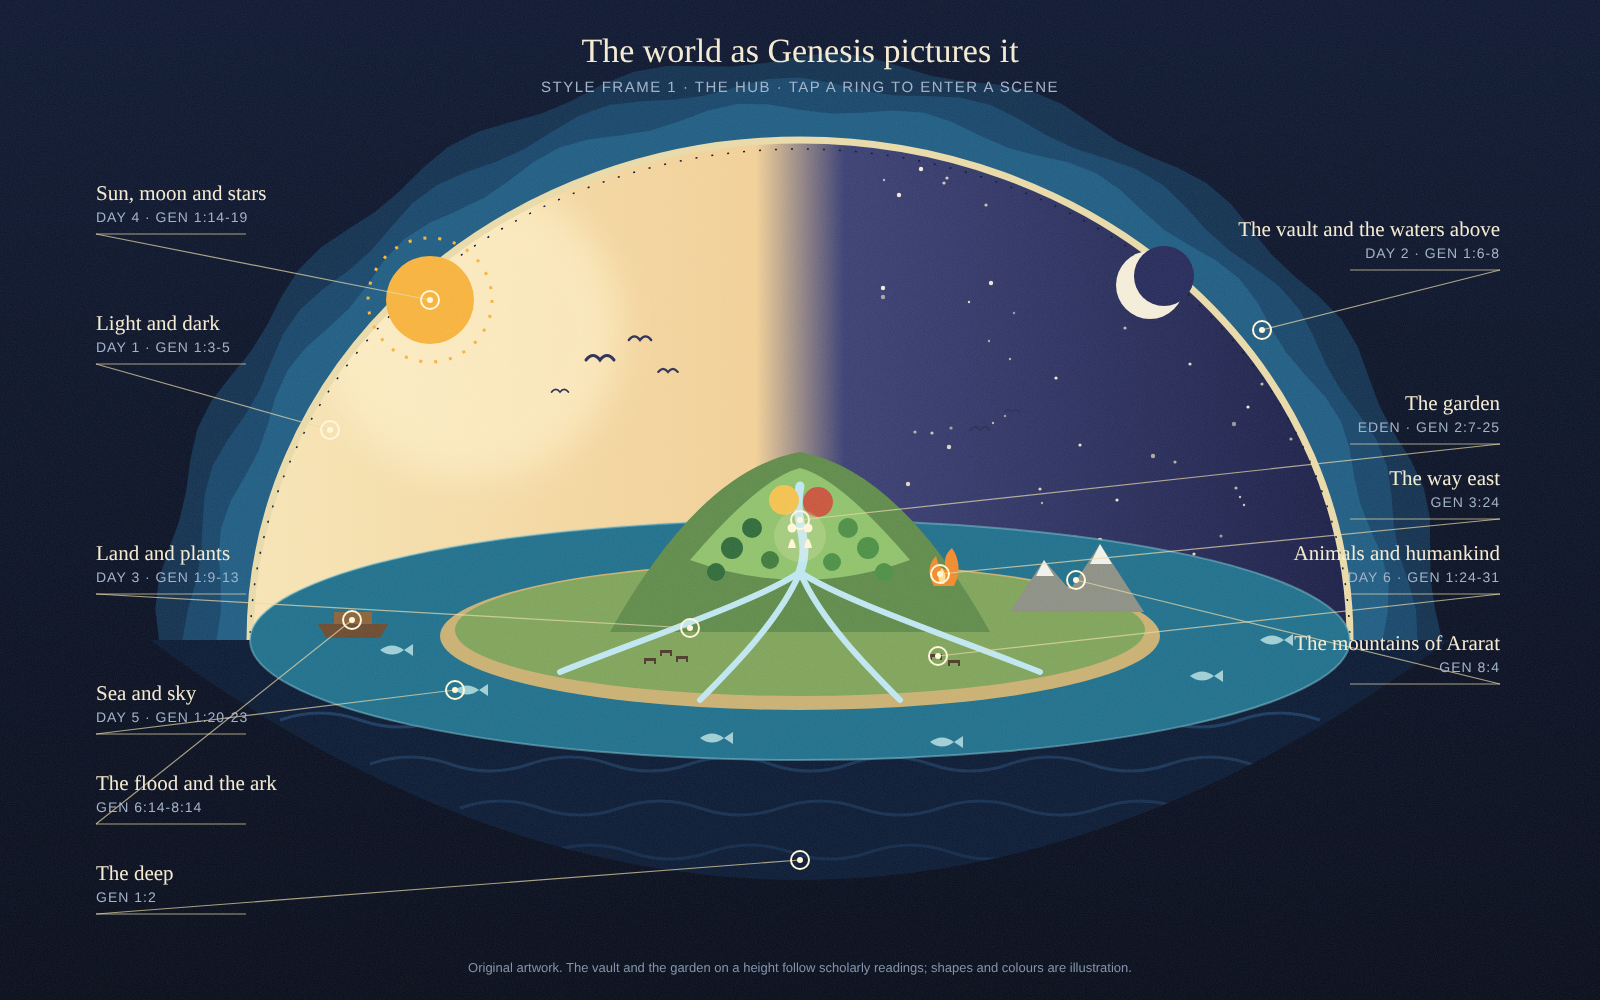 The world as Genesis pictures it
STYLE FRAME 1 · THE HUB · TAP A RING TO ENTER A SCENE
Sun, moon and stars
DAY 4 · GEN 1:14-19
Light and dark
DAY 1 · GEN 1:3-5
Land and plants
DAY 3 · GEN 1:9-13
Sea and sky
DAY 5 · GEN 1:20-23
The flood and the ark
GEN 6:14-8:14
The deep
GEN 1:2
The vault and the waters above
DAY 2 · GEN 1:6-8
The garden
EDEN · GEN 2:7-25
The way east
GEN 3:24
Animals and humankind
DAY 6 · GEN 1:24-31
The mountains of Ararat
GEN 8:4
Original artwork. The vault and the garden on a height follow scholarly readings; shapes and colours are illustration.